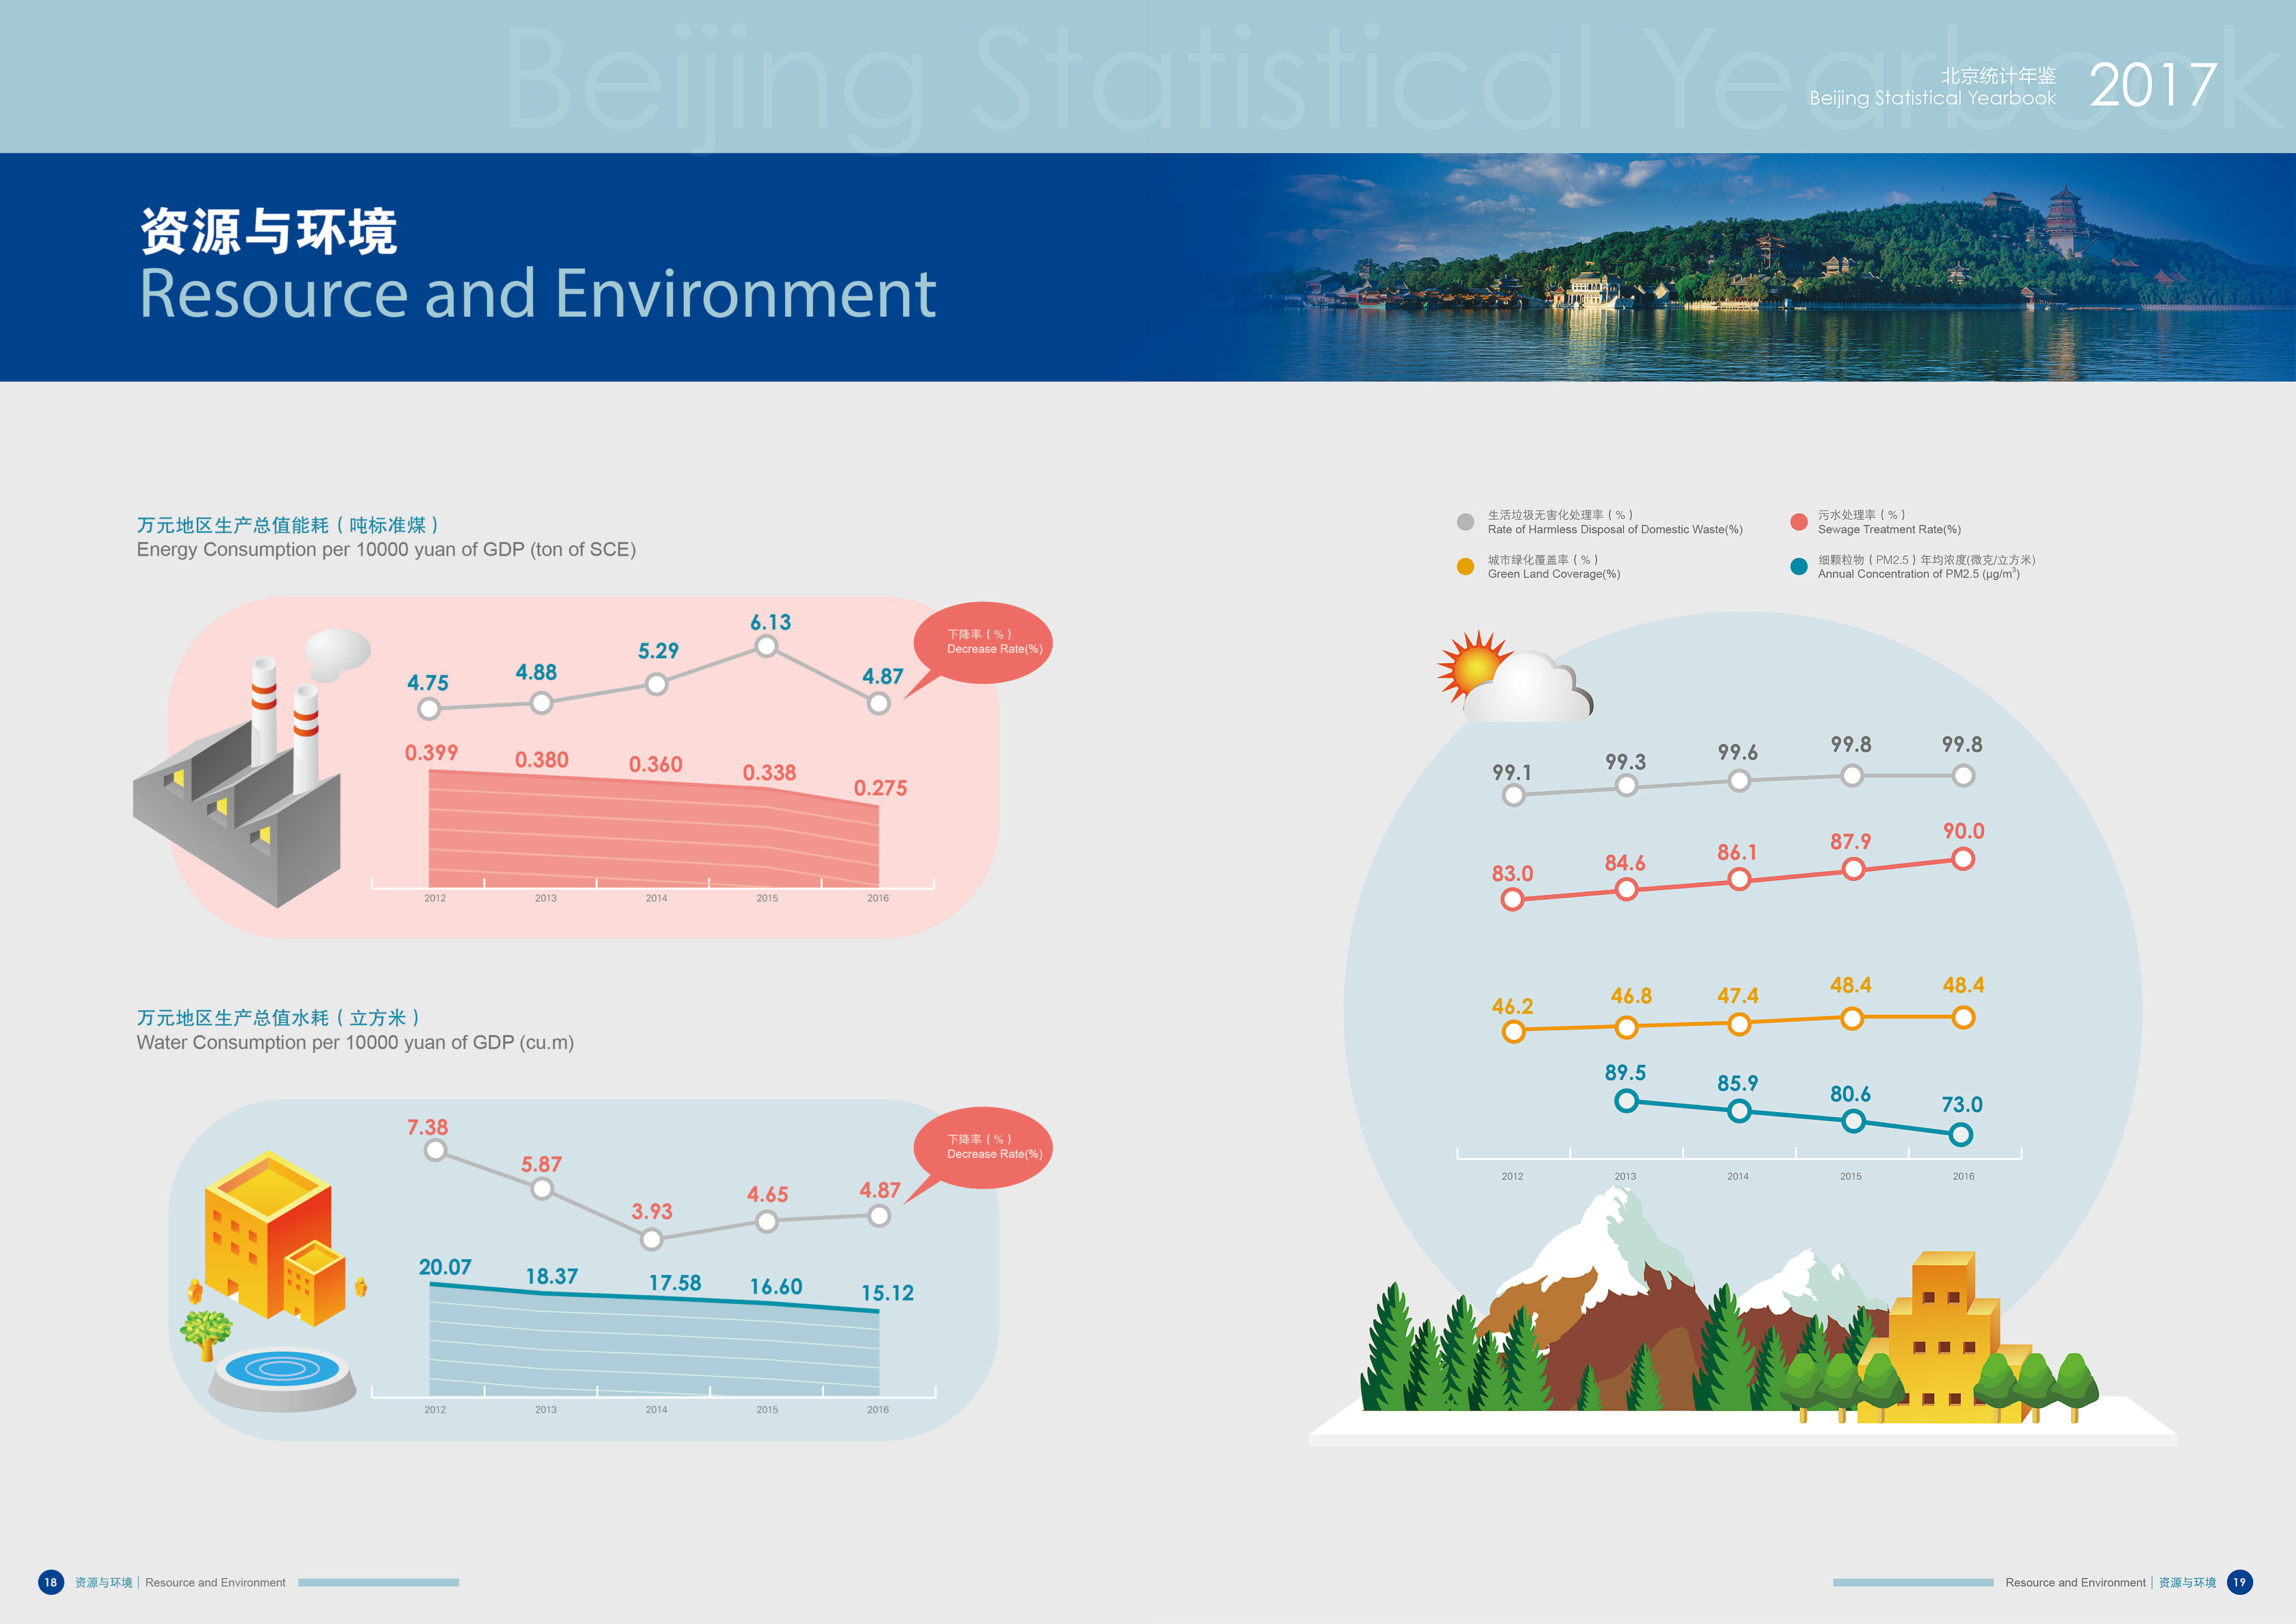 Beijing Statistical Yearbook
北京统计年鉴
Beijing Statistical Yearbook
2017
资源与环境
Resource and Environment
万元地区生产总值能耗（吨标准煤）
Energy Consumption per 10000 yuan of GDP (ton of SCE)
下降率（%）
Decrease Rate(%)
4.75 4.88 5.29 6.13 4.87
0.399 0.380 0.360 0.338 0.275
2012 2013 2014 2015 2016
万元地区生产总值水耗（立方米）
Water Consumption per 10000 yuan of GDP (cu.m)
下降率（%）
Decrease Rate(%)
7.38 5.87 3.93 4.65 4.87
20.07 18.37 17.58 16.60 15.12
2012 2013 2014 2015 2016
生活垃圾无害化处理率（%）
Rate of Harmless Disposal of Domestic Waste(%)
污水处理率（%）
Sewage Treatment Rate(%)
城市绿化覆盖率（%）
Green Land Coverage(%)
细颗粒物（PM2.5）年均浓度(微克/立方米)
Annual Concentration of PM2.5 (μg/m³)
99.1 99.3 99.6 99.8 99.8
83.0 84.6 86.1 87.9 90.0
46.2 46.8 47.4 48.4 48.4
89.5 85.9 80.6 73.0
2012 2013 2014 2015 2016
18 资源与环境 | Resource and Environment
Resource and Environment | 资源与环境 19